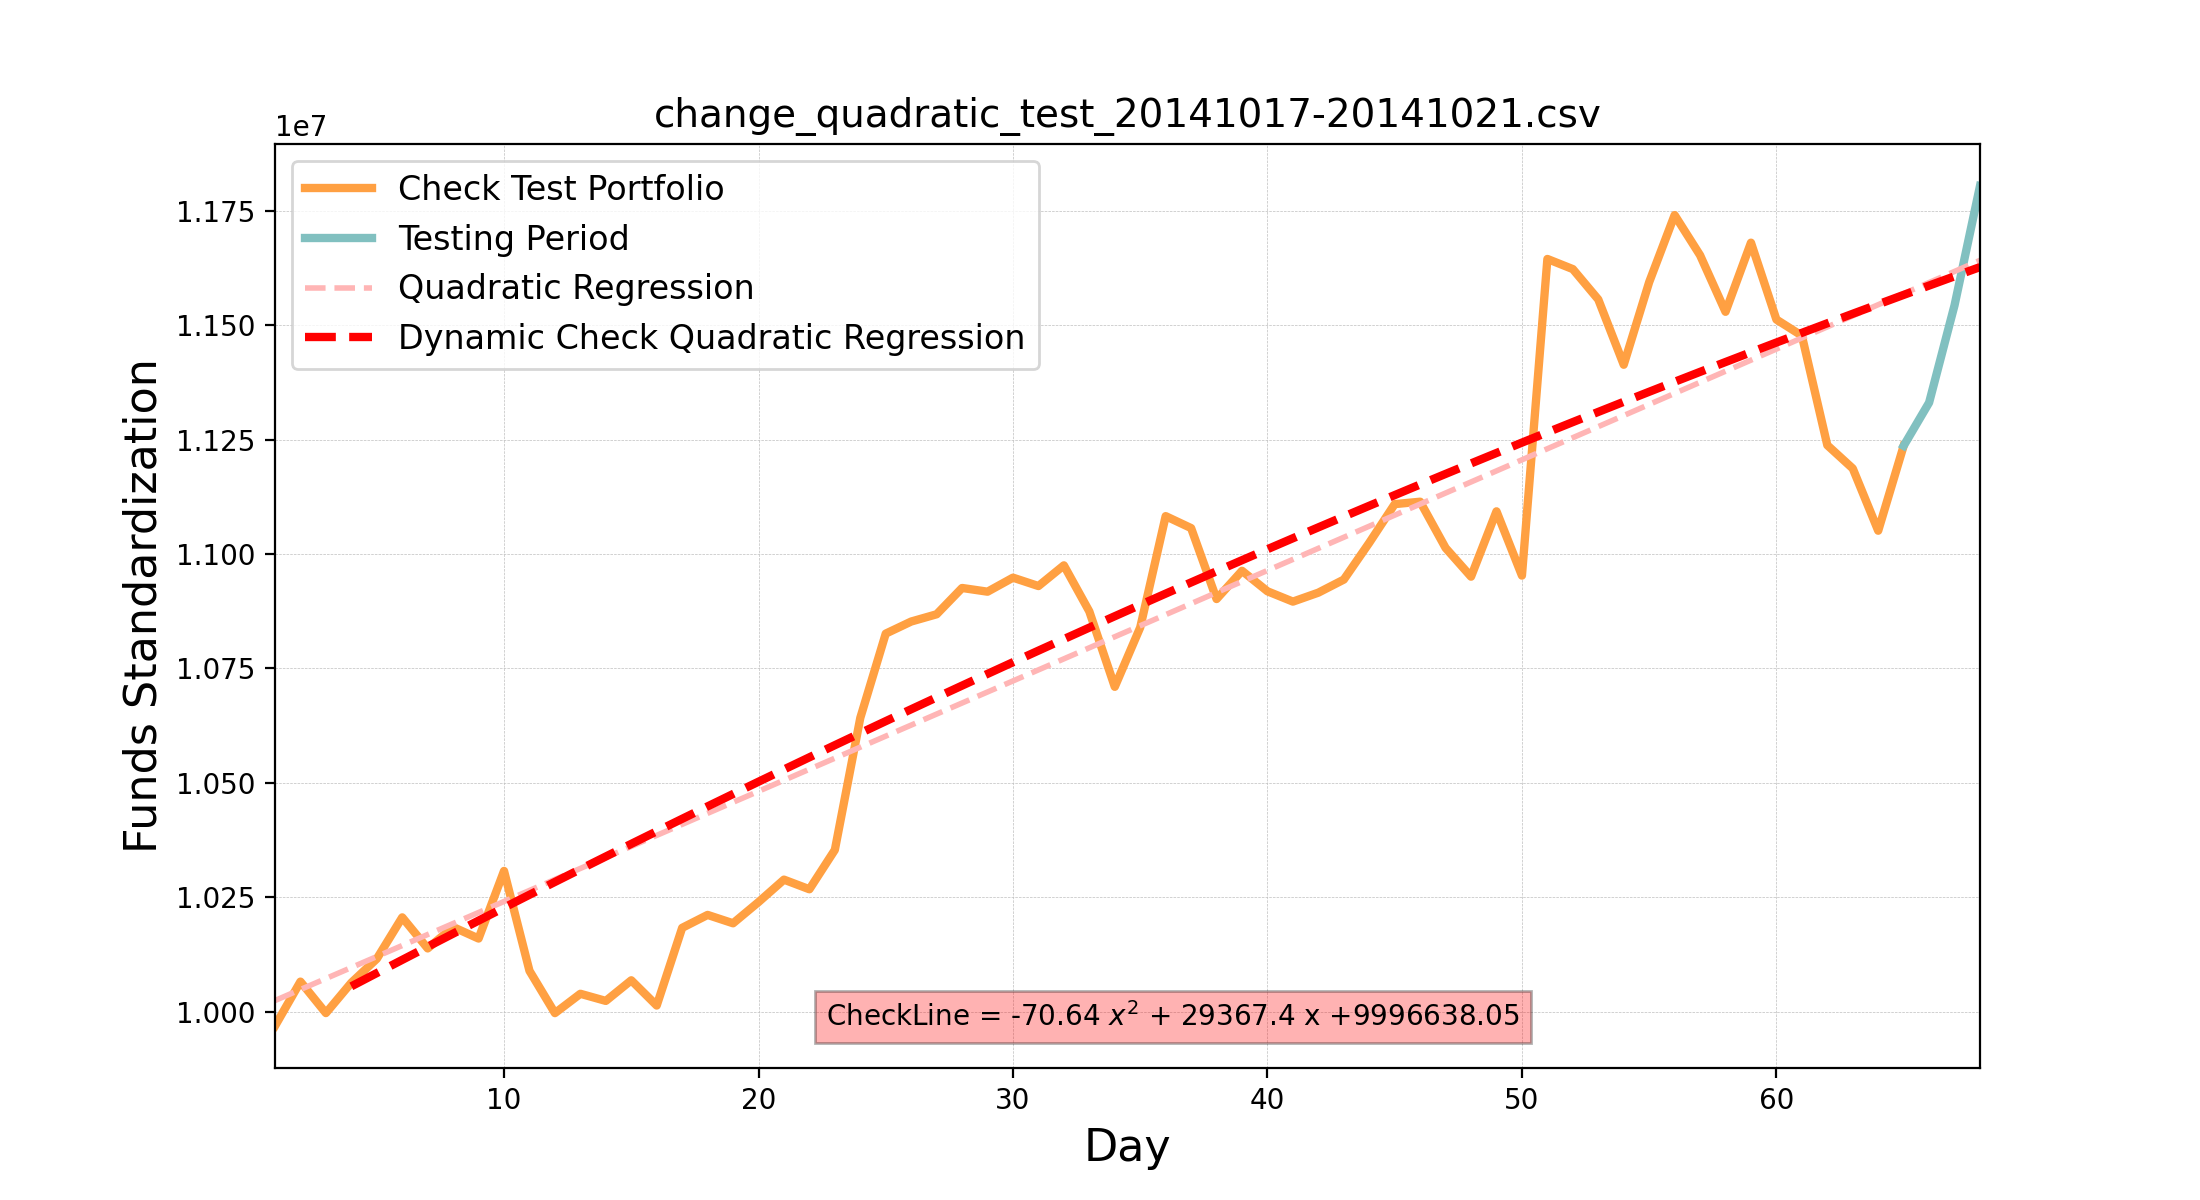 change_quadratic_test_20141017-20141021.csv
1e7
Check Test Portfolio
Testing Period
Quadratic Regression
Dynamic Check Quadratic Regression
1.175
1.150
1.125
1.100
1.075
1.050
1.025
1.000
Funds Standardization
CheckLine = -70.64 x² + 29367.4 x +9996638.05
10 20 30 40 50 60
Day